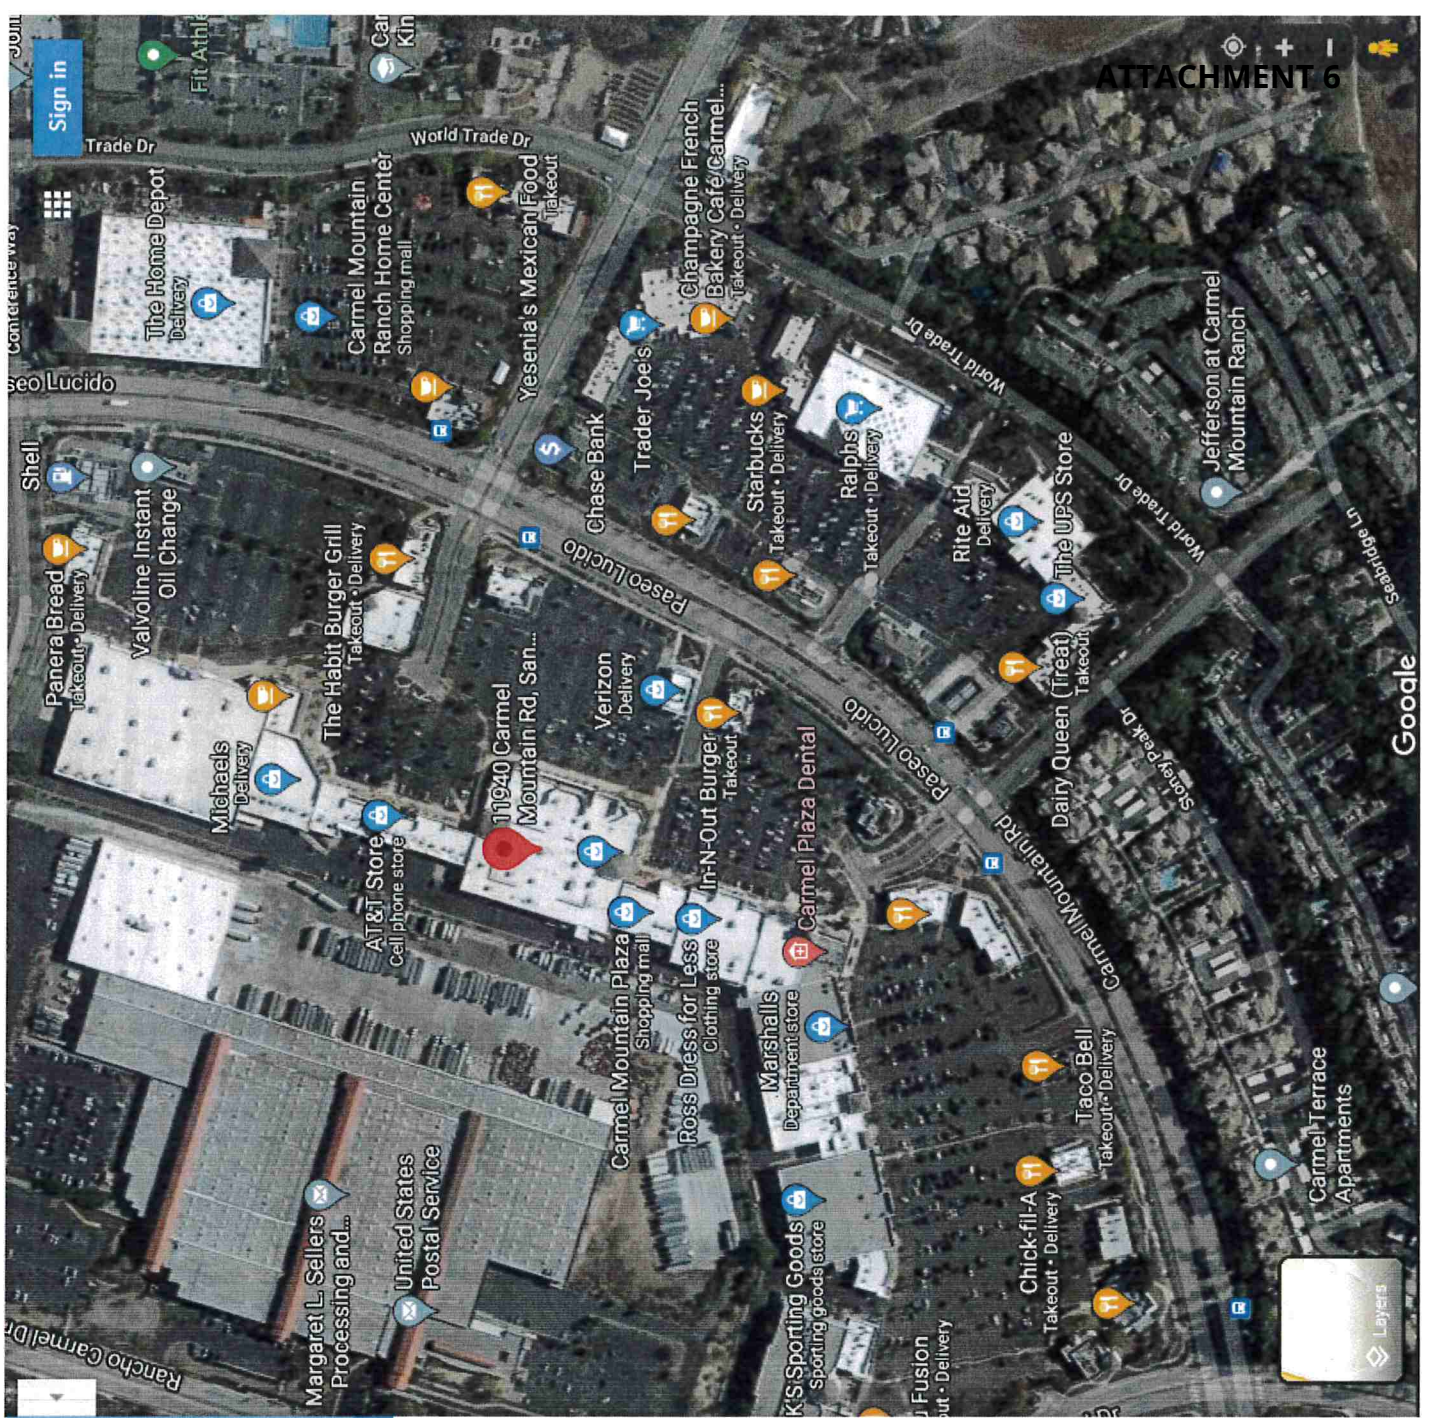 ATTACHMENT 6
Sign in
Fit Athl
Trade Dr
World Trade Dr
The Home Depot
Delivery
Carmel Mountain
Ranch Home Center
Shopping mall
Yesenia's Mexican Food
Takeout
Champagne French
Bakery Café Carmel...
Takeout • Delivery
seo Lucido
Shell
Valvoline Instant
Oil Change
Panera Bread
Takeout • Delivery
The Habit Burger Grill
Takeout • Delivery
Chase Bank
Trader Joe's
Starbucks
Takeout • Delivery
Ralphs
Takeout • Delivery
World Trade Dr
Rite Aid
Delivery
The UPS Store
World Trade Dr
World Trade Dr
Jefferson at Carmel
Mountain Ranch
Seabridge Ln
Paseo Lucido
Michaels
Delivery
11940 Carmel
Mountain Rd, San...
Verizon
Delivery
In-N-Out Burger
Takeout
Carmel Plaza Dental
Paseo Lucido
Dairy Queen (Treat)
Takeout
Stoney Peak Dr
Google
AT&T Store
Cell phone store
Carmel Mountain Plaza
Shopping mall
Ross Dress for Less
Clothing store
Marshalls
Department store
Carmel Mountain Rd
Taco Bell
Takeout • Delivery
Chick-fil-A
Takeout • Delivery
Carmel Terrace
Apartments
Margaret L. Sellers
Processing and...
United States
Postal Service
K'S Sporting Goods
Sporting goods store
Fusion
out • Delivery
Rancho Carmel Dr
Layers